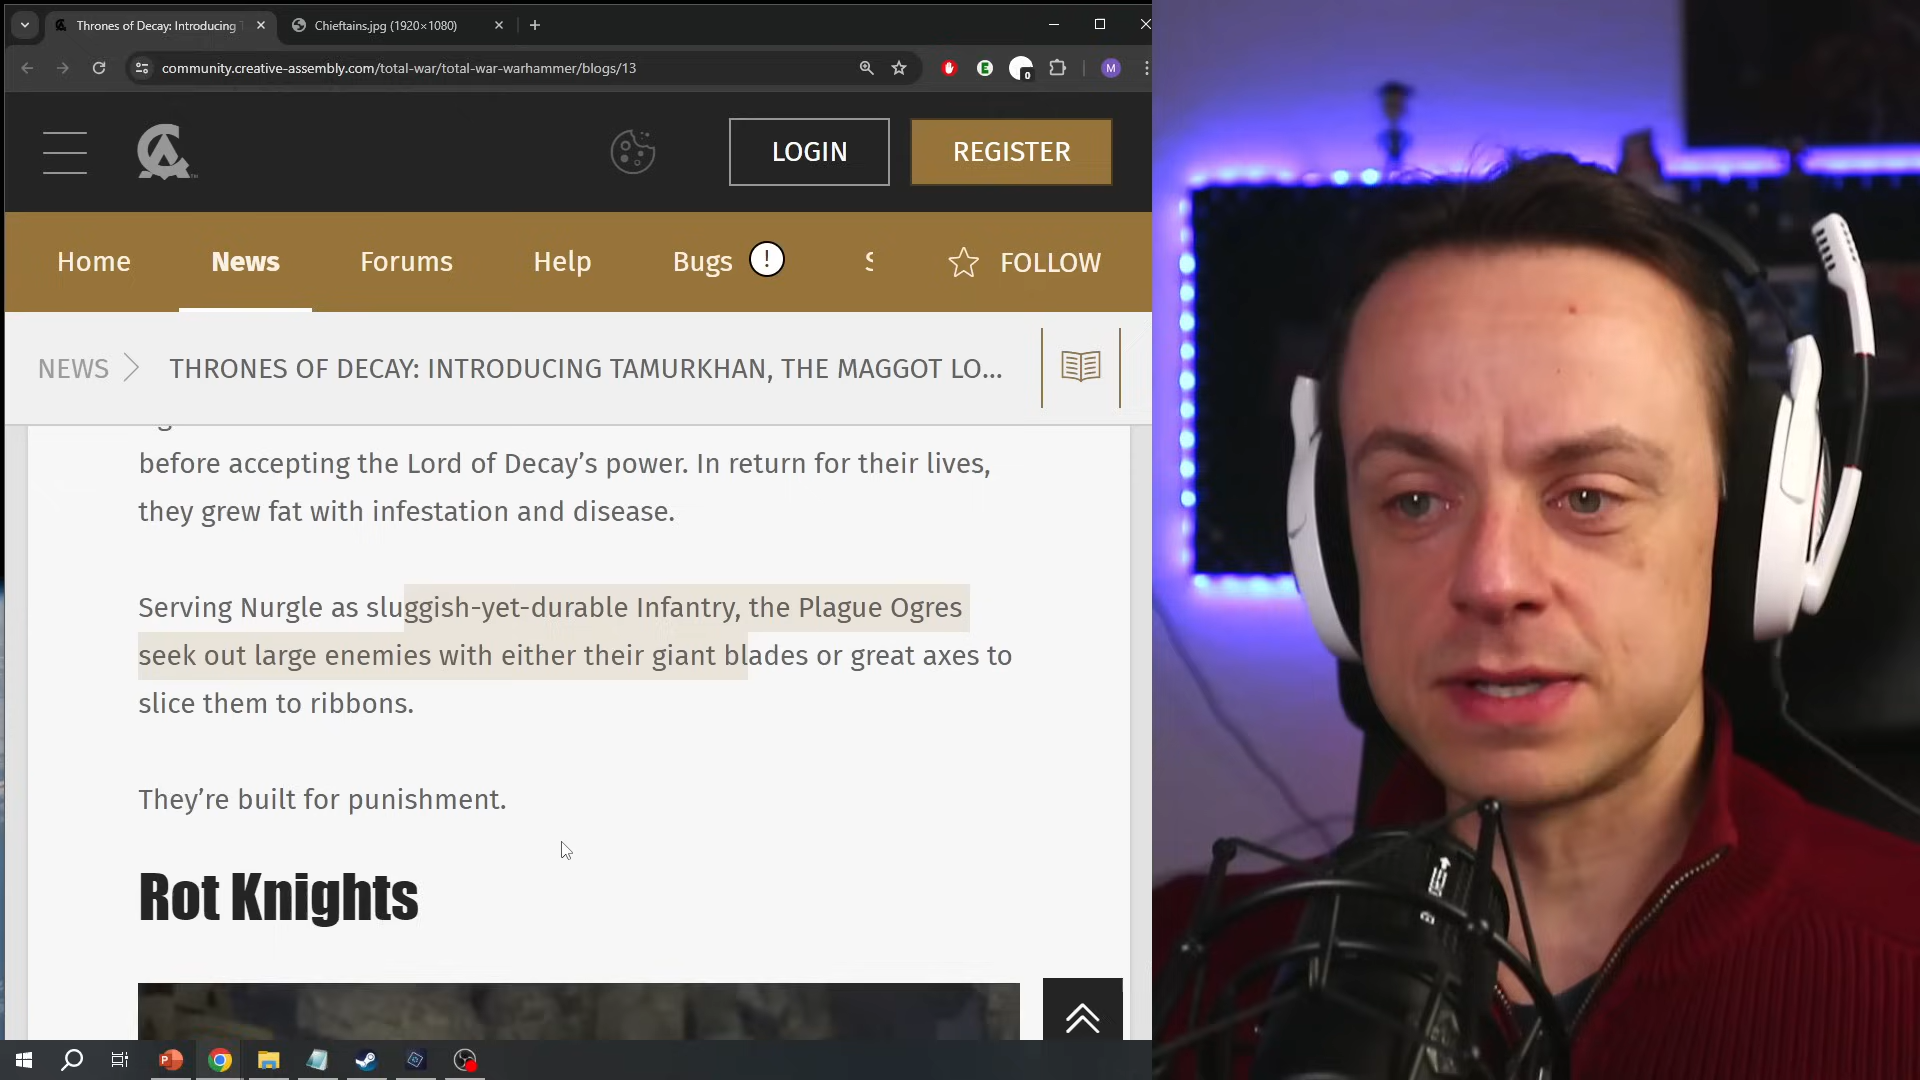 Thrones of Decay: Introducing
Chieftains.jpg (1920×1080)
community.creative-assembly.com/total-war/total-war-warhammer/blogs/13
0
M
LOGIN
REGISTER
Home
News
Forums
Help
Bugs
!
FOLLOW
NEWS
THRONES OF DECAY: INTRODUCING TAMURKHAN, THE MAGGOT LO...
before accepting the Lord of Decay’s power. In return for their lives,
they grew fat with infestation and disease.
Serving Nurgle as sluggish-yet-durable Infantry, the Plague Ogres
seek out large enemies with either their giant blades or great axes to
slice them to ribbons.
They’re built for punishment.
Rot Knights